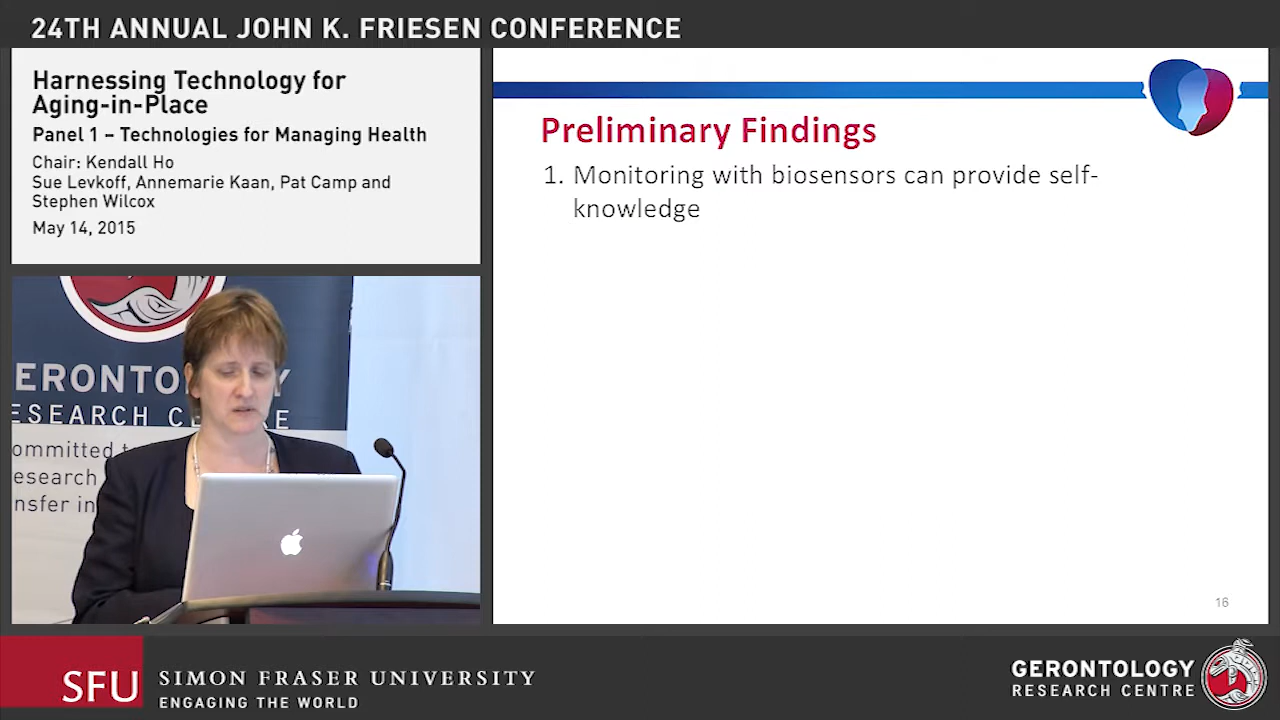 24TH ANNUAL JOHN K. FRIESEN CONFERENCE
Harnessing Technology for
Aging-in-Place
Panel 1 – Technologies for Managing Health
Chair: Kendall Ho
Sue Levkoff, Annemarie Kaan, Pat Camp and
Stephen Wilcox
May 14, 2015
Preliminary Findings
1. Monitoring with biosensors can provide self-
knowledge
16
GERONTO Y
ESEARCH CENTRE
ommitted t
esearch
nsfer in
SFU
SIMON FRASER UNIVERSITY
ENGAGING THE WORLD
GERONTOLOGY
RESEARCH CENTRE